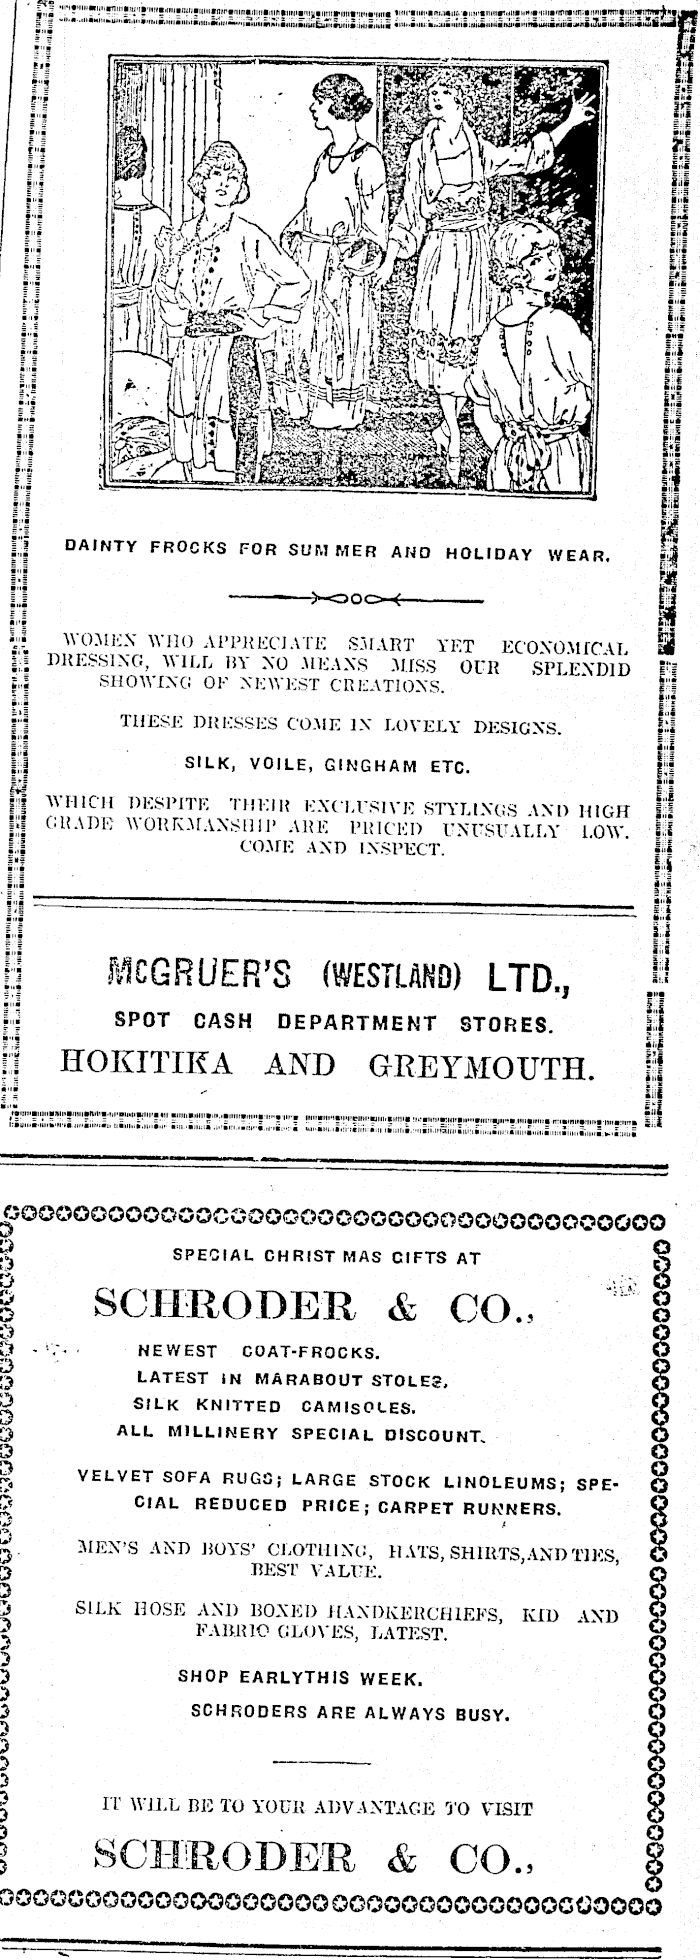 DAINTY FROCKS FOR SUMMER AND HOLIDAY WEAR.
WOMEN WHO APPRECIATE SMART YET ECONOMICAL
DRESSING, WILL BY NO MEANS MISS OUR SPLENDID
SHOWING OF NEWEST CREATIONS.
THESE DRESSES COME IN LOVELY DESIGNS.
SILK, VOILE, GINGHAM ETC.
WHICH DESPITE THEIR EXCLUSIVE STYLINGS AND HIGH
GRADE WORKMANSHIP ARE PRICED UNUSUALLY LOW.
COME AND INSPECT.
McGRUER'S (WESTLAND) LTD.,
SPOT CASH DEPARTMENT STORES.
HOKITIKA AND GREYMOUTH.
SPECIAL CHRISTMAS GIFTS AT
SCHRODER & CO.,
NEWEST COAT-FROCKS.
LATEST IN MARABOUT STOLES.
SILK KNITTED CAMISOLES.
ALL MILLINERY SPECIAL DISCOUNT.
VELVET SOFA RUGS; LARGE STOCK LINOLEUMS; SPE-
CIAL REDUCED PRICE; CARPET RUNNERS.
MEN'S AND BOYS' CLOTHING, HATS, SHIRTS, AND TIES,
BEST VALUE.
SILK HOSE AND BOXED HANDKERCHIEFS, KID AND
FABRIC GLOVES, LATEST.
SHOP EARLYTHIS WEEK.
SCHRODERS ARE ALWAYS BUSY.
IT WILL BE TO YOUR ADVANTAGE TO VISIT
SCHRODER & CO.,